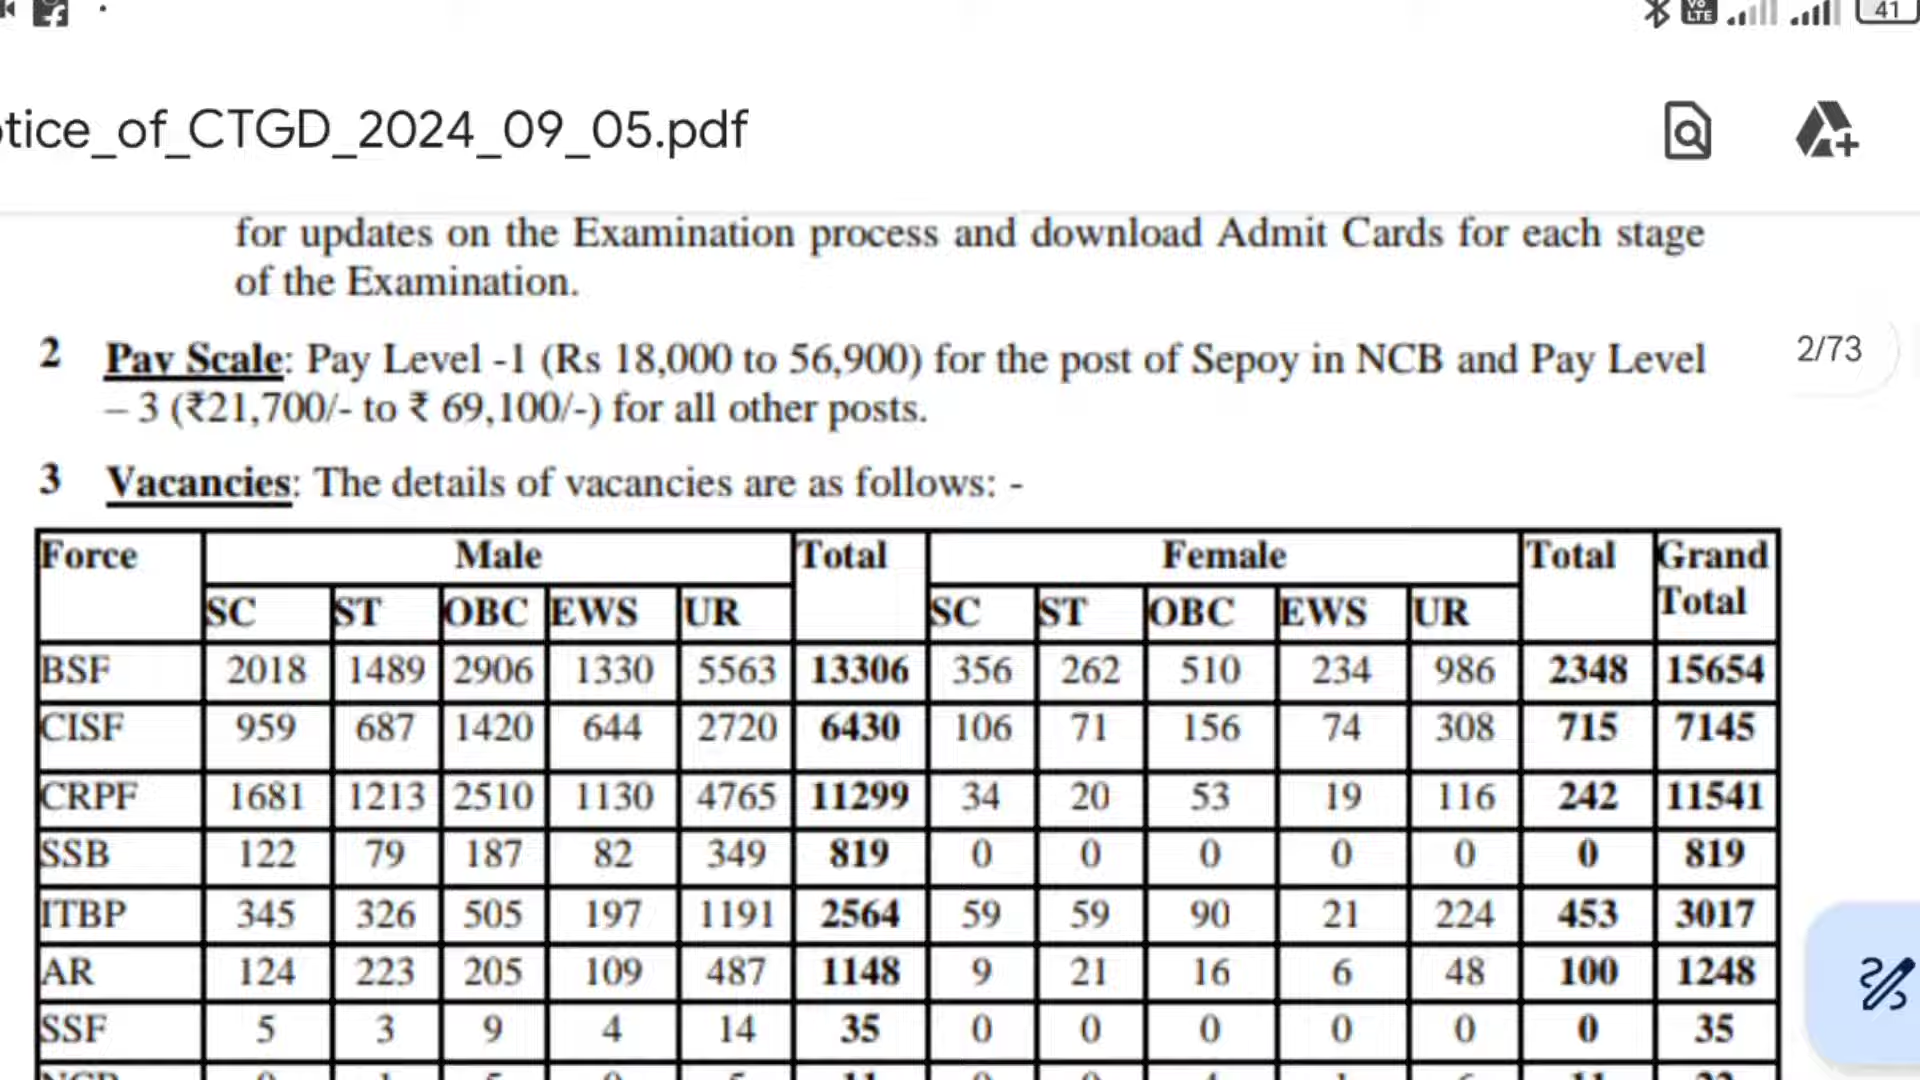 41
tice_of_CTGD_2024_09_05.pdf
for updates on the Examination process and download Admit Cards for each stage
of the Examination.
2 Pay Scale: Pay Level -1 (Rs 18,000 to 56,900) for the post of Sepoy in NCB and Pay Level
– 3 (₹21,700/- to ₹ 69,100/-) for all other posts.
2/73
3 Vacancies: The details of vacancies are as follows: -
Force Male Total Female Total Grand Total
SC ST OBC EWS UR SC ST OBC EWS UR
BSF 2018 1489 2906 1330 5563 13306 356 262 510 234 986 2348 15654
CISF 959 687 1420 644 2720 6430 106 71 156 74 308 715 7145
CRPF 1681 1213 2510 1130 4765 11299 34 20 53 19 116 242 11541
SSB 122 79 187 82 349 819 0 0 0 0 0 0 819
ITBP 345 326 505 197 1191 2564 59 59 90 21 224 453 3017
AR 124 223 205 109 487 1148 9 21 16 6 48 100 1248
SSF 5 3 9 4 14 35 0 0 0 0 0 0 35